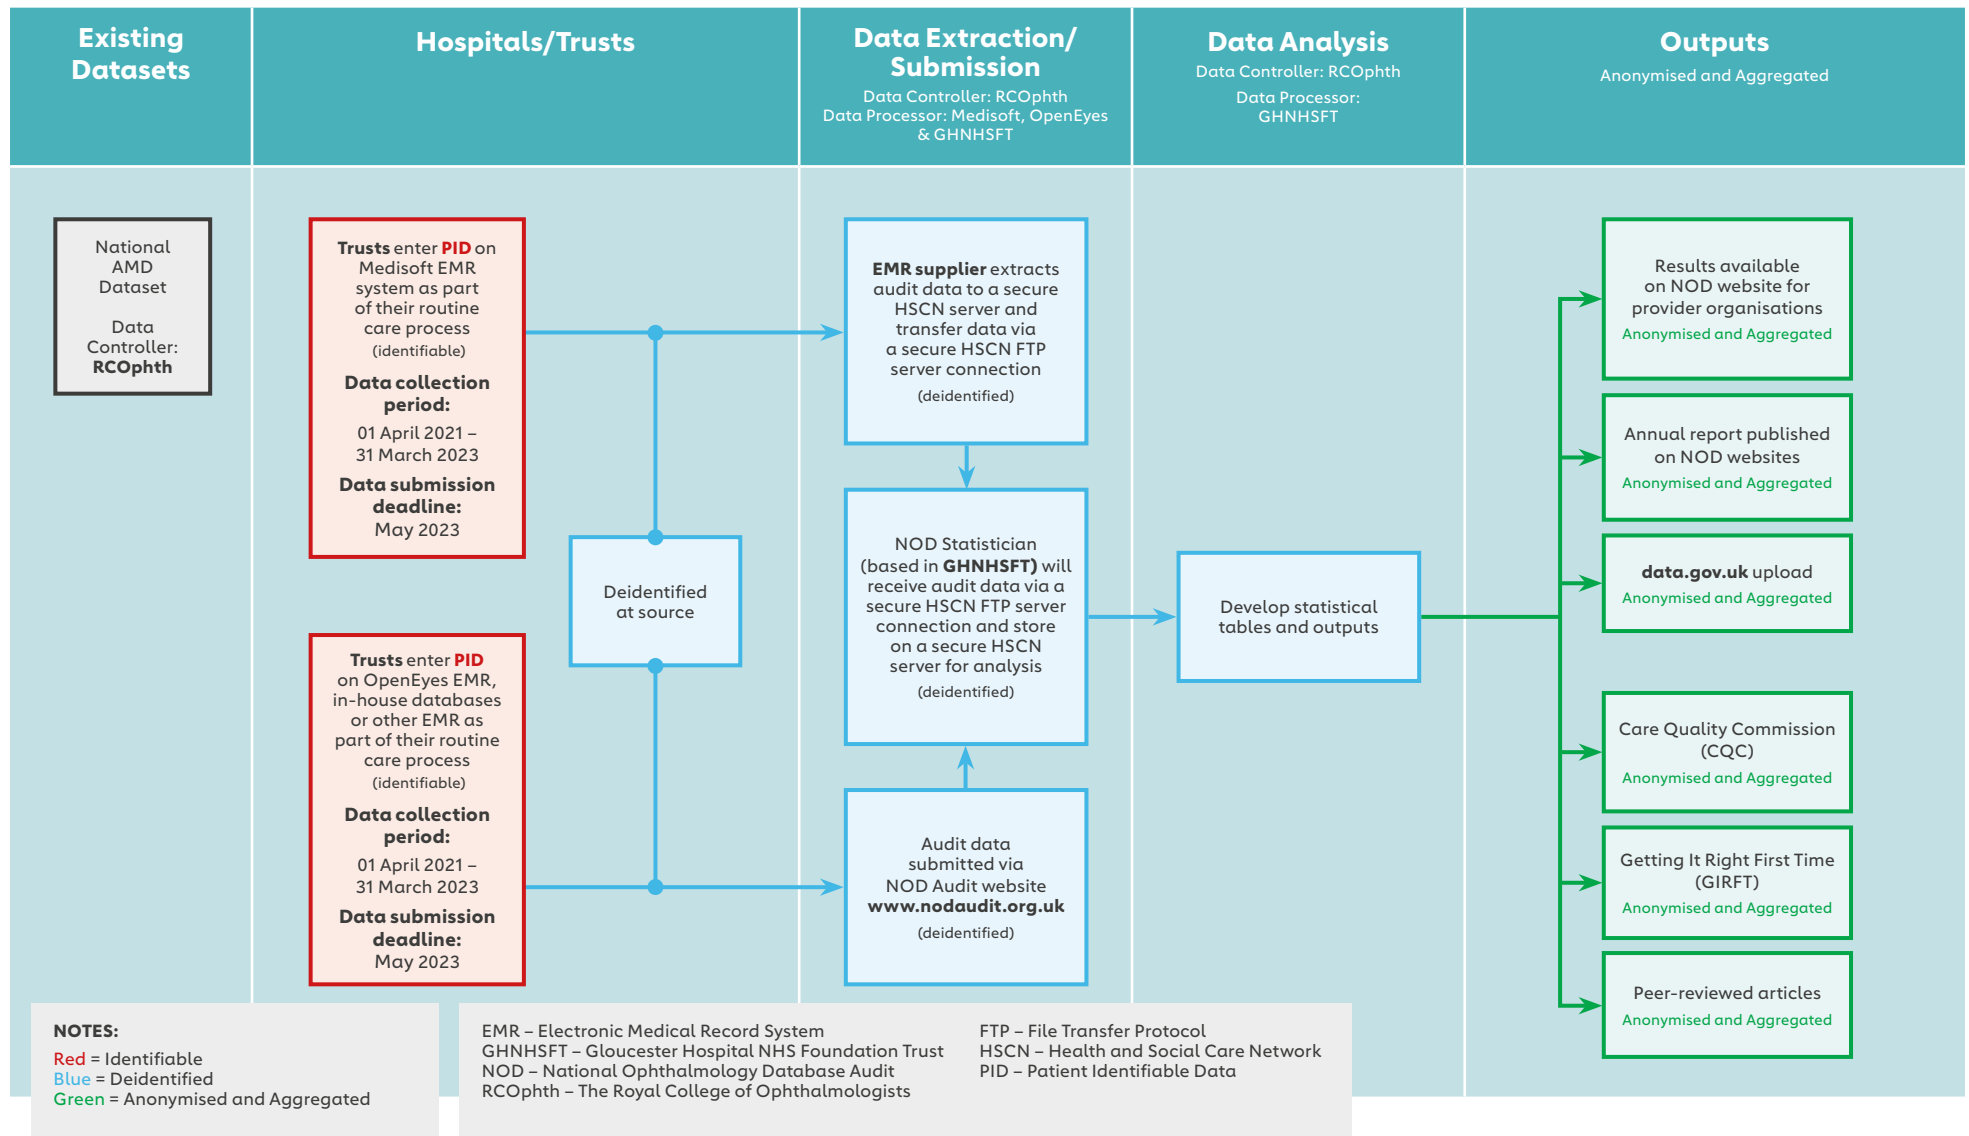 Existing
Datasets
Hospitals/Trusts
Data Extraction/
Submission
Data Controller: RCOphth
Data Processor: Medisoft, OpenEyes
& GHNHSFT
Data Analysis
Data Controller: RCOphth
Data Processor:
GHNHSFT
Outputs
Anonymised and Aggregated
National
AMD
Dataset
Data
Controller:
RCOphth
Trusts enter PID on
Medisoft EMR
system as part
of their routine
care process
(identifiable)
Data collection
period:
01 April 2021 –
31 March 2023
Data submission
deadline:
May 2023
Trusts enter PID
on OpenEyes EMR,
in-house databases
or other EMR as
part of their routine
care process
(identifiable)
Data collection
period:
01 April 2021 –
31 March 2023
Data submission
deadline:
May 2023
Deidentified
at source
EMR supplier extracts
audit data to a secure
HSCN server and
transfer data via
a secure HSCN FTP
server connection
(deidentified)
NOD Statistician
(based in GHNHSFT) will
receive audit data via a
secure HSCN FTP server
connection and store
on a secure HSCN
server for analysis
(deidentified)
Audit data
submitted via
NOD Audit website
www.nodaudit.org.uk
(deidentified)
Develop statistical
tables and outputs
Results available
on NOD website for
provider organisations
Anonymised and Aggregated
Annual report published
on NOD websites
Anonymised and Aggregated
data.gov.uk upload
Anonymised and Aggregated
Care Quality Commission
(CQC)
Anonymised and Aggregated
Getting It Right First Time
(GIRFT)
Anonymised and Aggregated
Peer-reviewed articles
Anonymised and Aggregated
NOTES:
Red = Identifiable
Blue = Deidentified
Green = Anonymised and Aggregated
EMR – Electronic Medical Record System
GHNHSFT – Gloucester Hospital NHS Foundation Trust
NOD – National Ophthalmology Database Audit
RCOphth – The Royal College of Ophthalmologists
FTP – File Transfer Protocol
HSCN – Health and Social Care Network
PID – Patient Identifiable Data